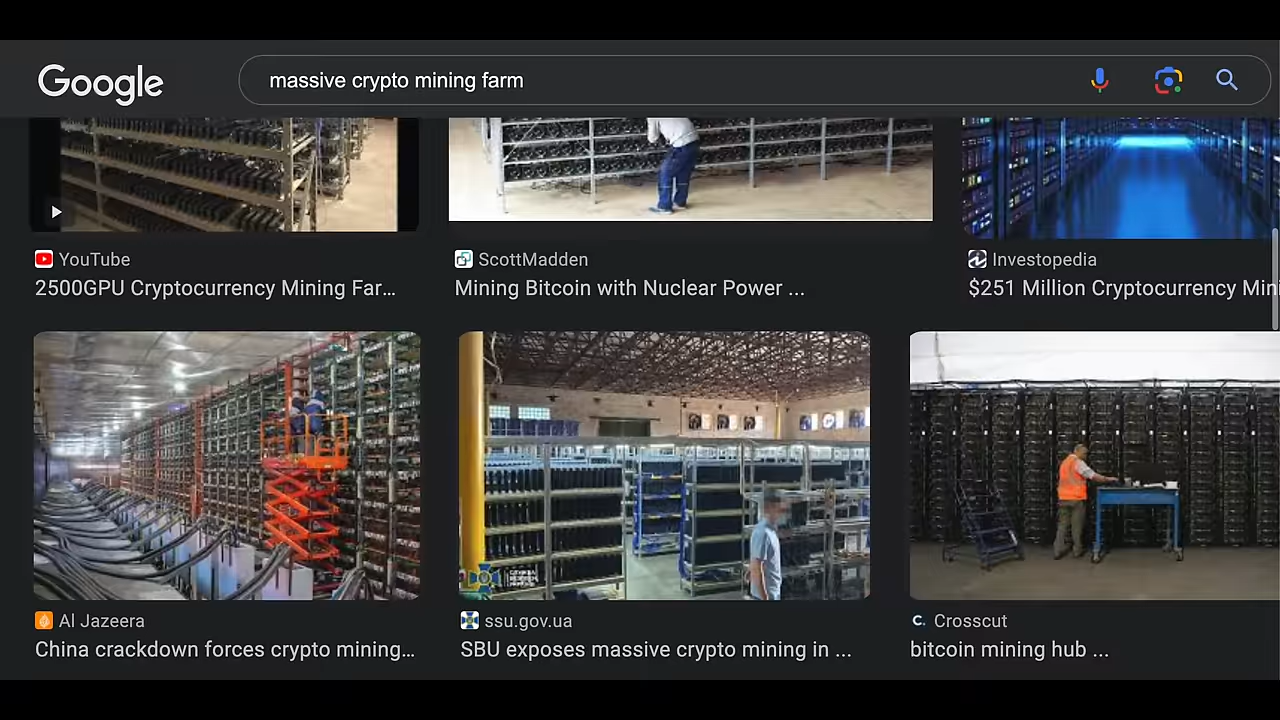 Google
massive crypto mining farm
YouTube
2500GPU Cryptocurrency Mining Far...
ScottMadden
Mining Bitcoin with Nuclear Power ...
Investopedia
$251 Million Cryptocurrency Mini
Al Jazeera
China crackdown forces crypto mining...
ssu.gov.ua
SBU exposes massive crypto mining in ...
Crosscut
bitcoin mining hub ...